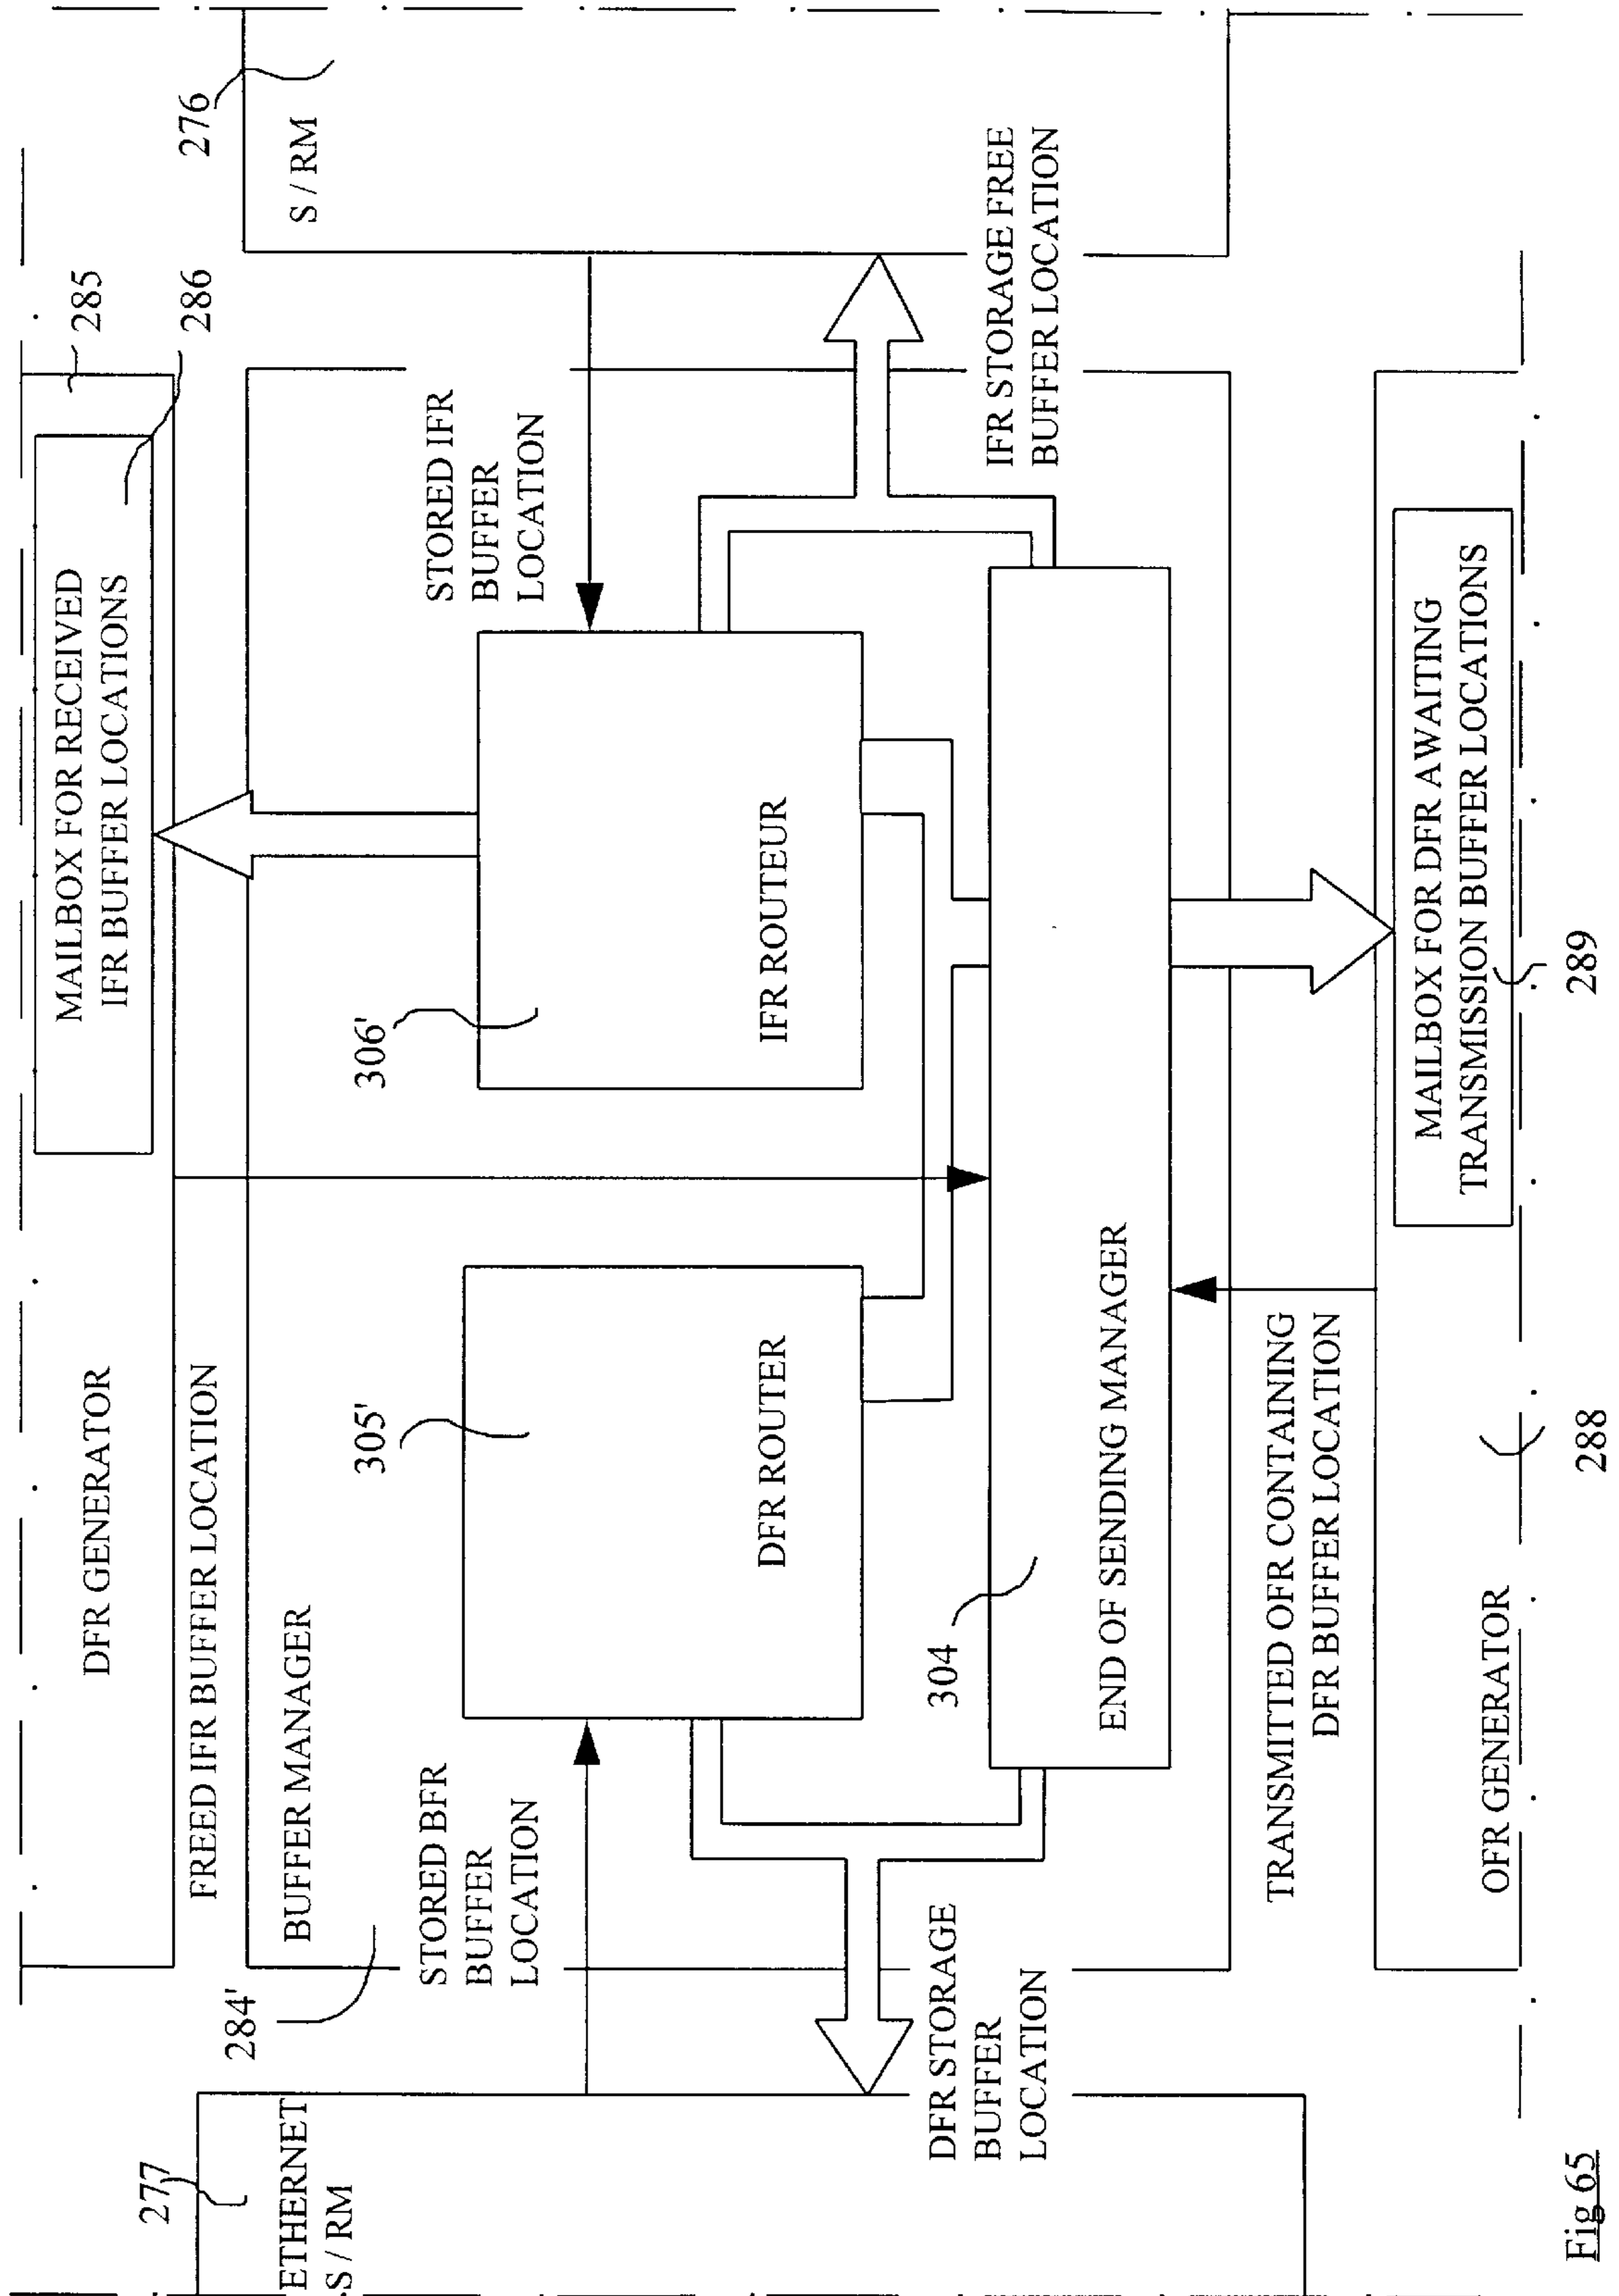 285
DFR GENERATOR
MAILBOX FOR RECEIVED
IFR BUFFER LOCATIONS
286
277
ETHERNET
S / RM
FREED IFR BUFFER LOCATION
276
S / RM
284'
BUFFER MANAGER
STORED BFR
BUFFER
LOCATION
305'
DFR ROUTER
306'
IFR ROUTEUR
STORED IFR
BUFFER
LOCATION
DFR STORAGE
BUFFER
LOCATION
304
END OF SENDING MANAGER
IFR STORAGE FREE
BUFFER LOCATION
TRANSMITTED OFR CONTAINING
DFR BUFFER LOCATION
OFR GENERATOR
MAILBOX FOR DFR AWAITING
TRANSMISSION BUFFER LOCATIONS
288
289
Fig 65